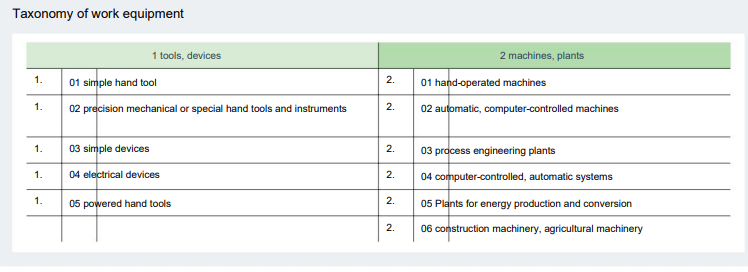 Taxonomy of work equipment
1 tools, devices 2 machines, plants
1. 01 simple hand tool 2. 01 hand-operated machines
1. 02 precision mechanical or special hand tools and instruments 2. 02 automatic, computer-controlled machines
1. 03 simple devices 2. 03 process engineering plants
1. 04 electrical devices 2. 04 computer-controlled, automatic systems
1. 05 powered hand tools 2. 05 Plants for energy production and conversion
2. 06 construction machinery, agricultural machinery